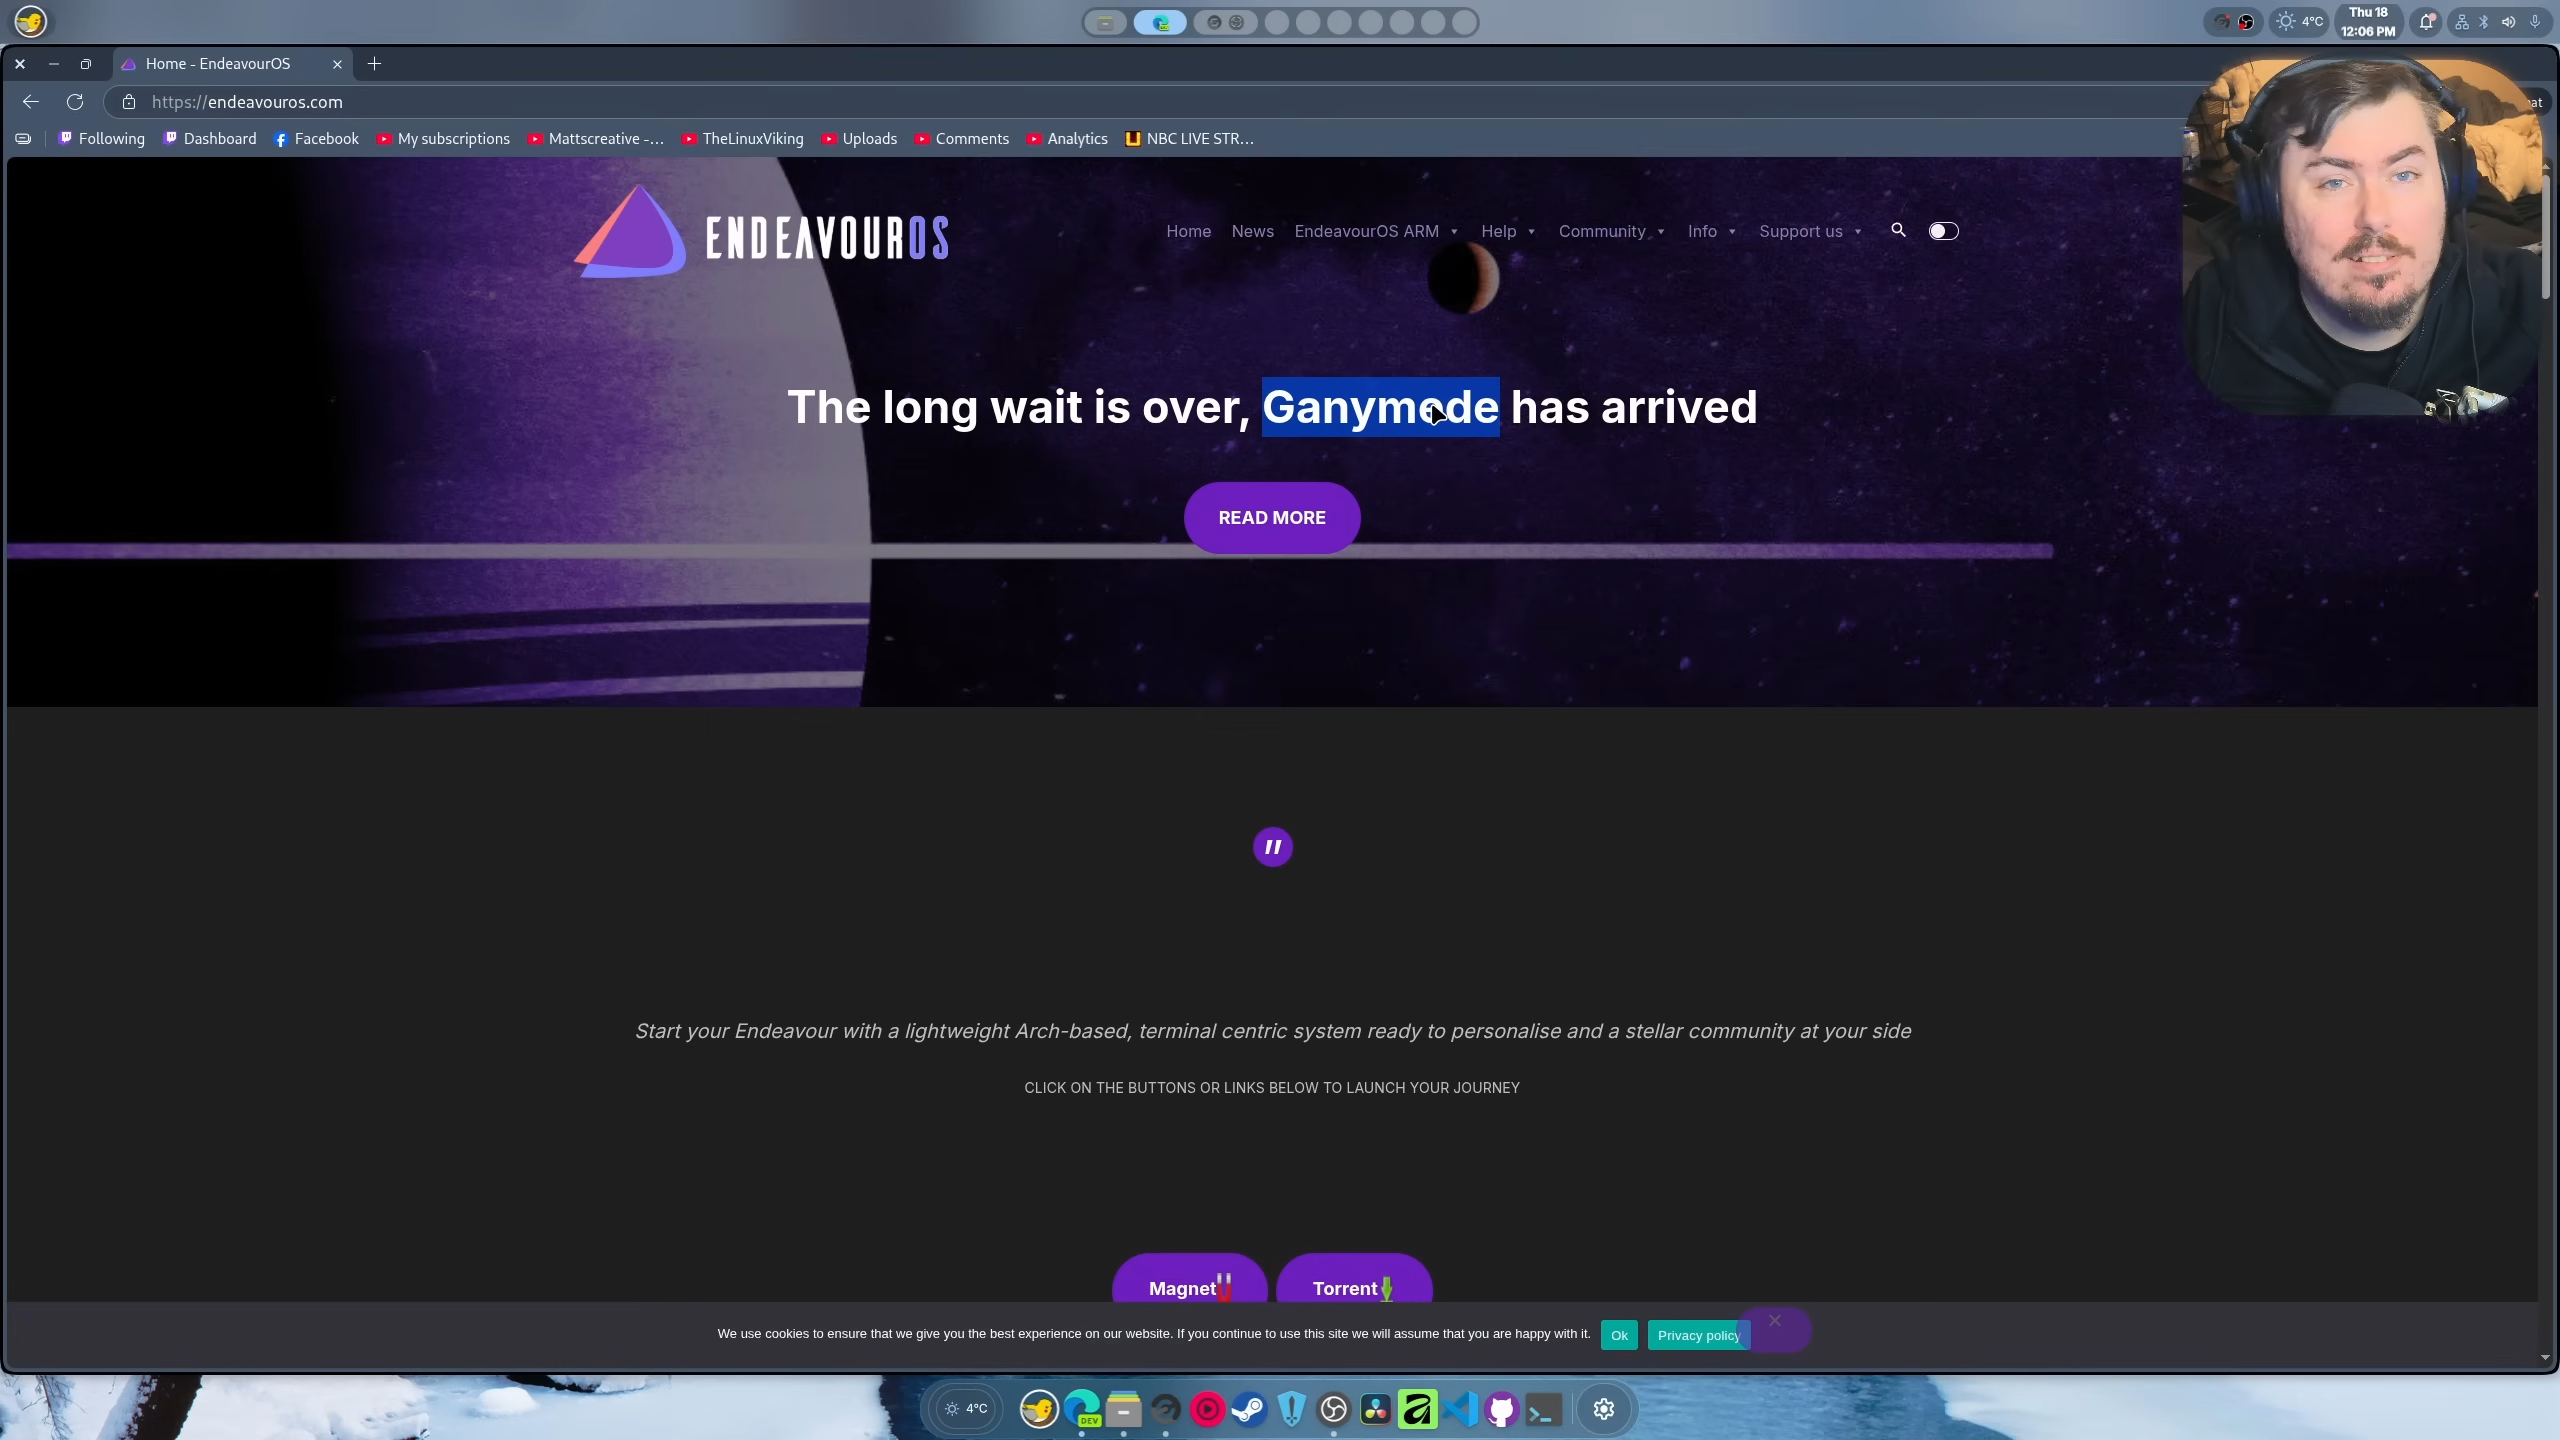 4°C
Thu 18
12:06 PM
Home - EndeavourOS
https://endeavouros.com
Following
Dashboard
Facebook
My subscriptions
Mattscreative -...
TheLinuxViking
Uploads
Comments
Analytics
NBC LIVE STR...
ENDEAVOUROS
Home
News
EndeavourOS ARM
Help
Community
Info
Support us
The long wait is over, Ganymede has arrived
READ MORE
"
Start your Endeavour with a lightweight Arch-based, terminal centric system ready to personalise and a stellar community at your side
CLICK ON THE BUTTONS OR LINKS BELOW TO LAUNCH YOUR JOURNEY
Magnet
Torrent
We use cookies to ensure that we give you the best experience on our website. If you continue to use this site we will assume that you are happy with it.
Ok
Privacy policy
4°C
DEV